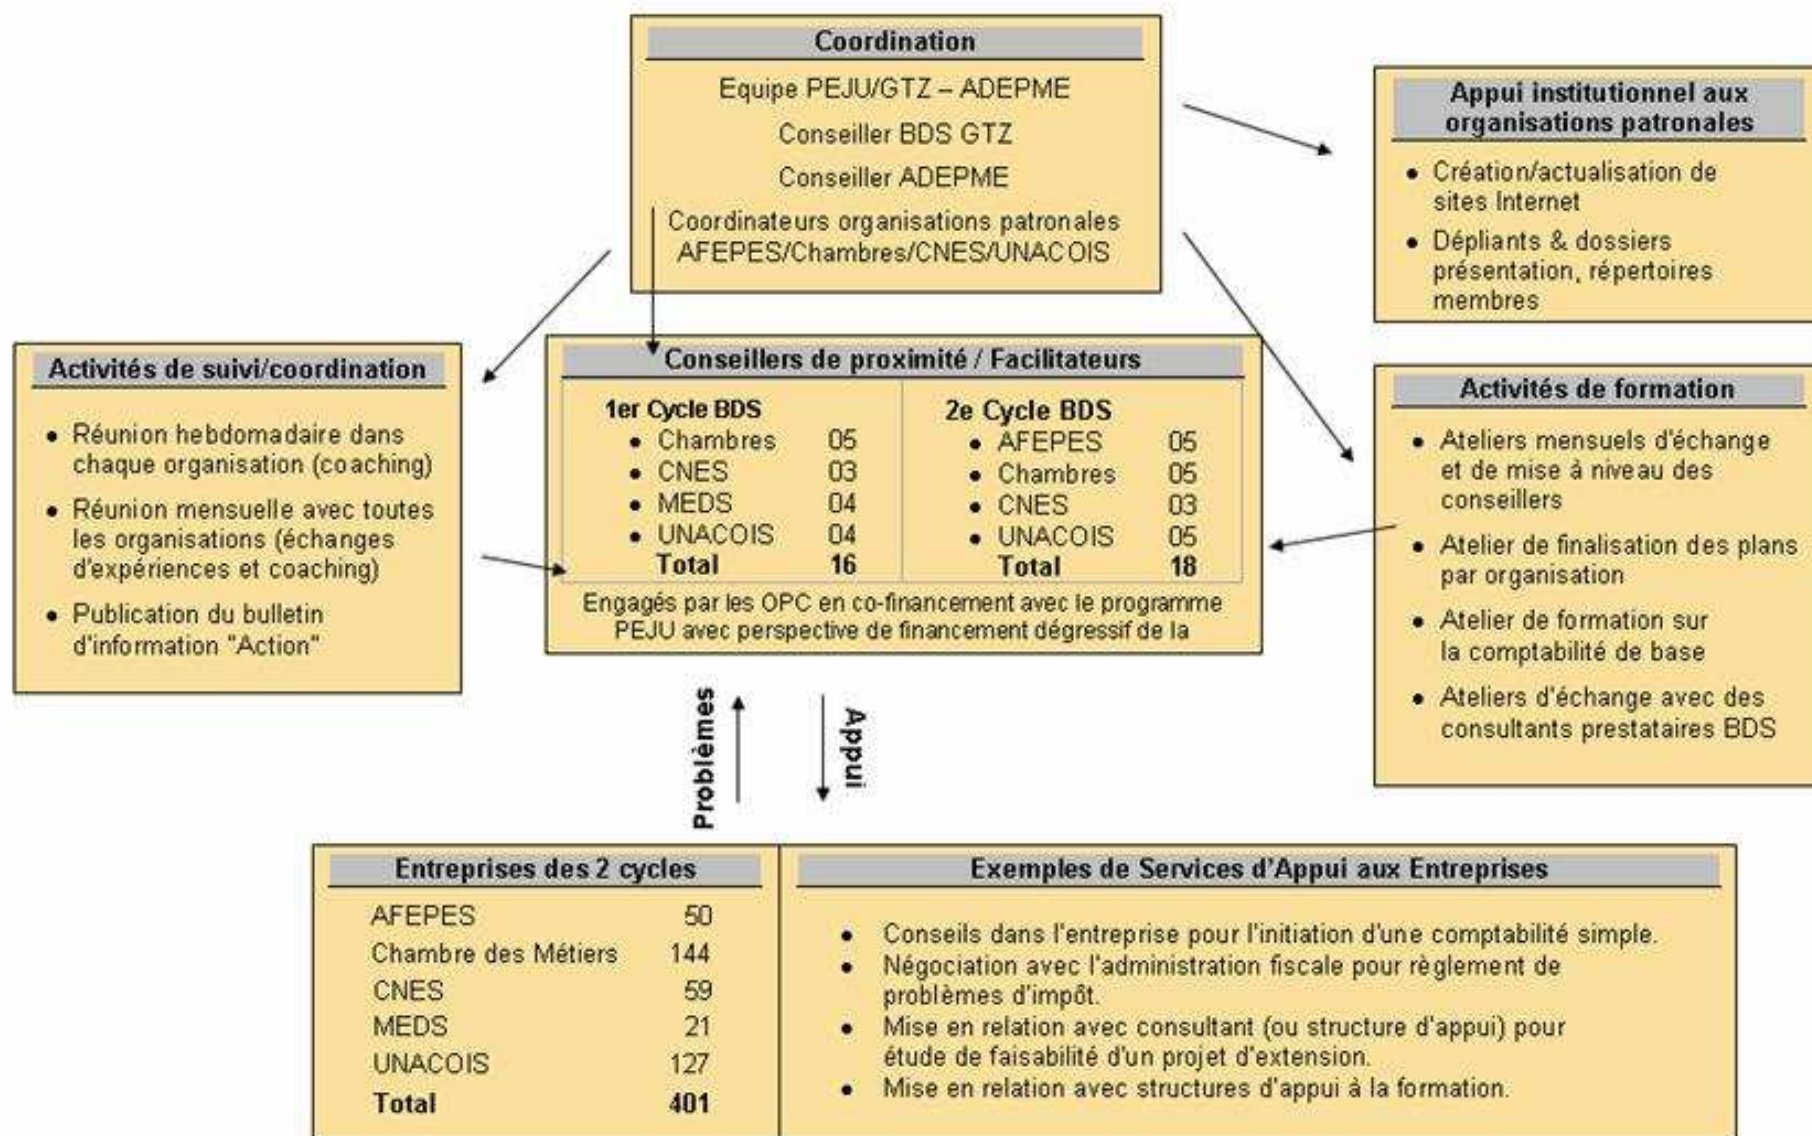 Coordination
Equipe PEJU/GTZ – ADEPME
Conseiller BDS GTZ
Conseiller ADEPME
Coordinateurs organisations patronales
AFEPES/Chambres/CNES/UNACOIS
Appui institutionnel aux
organisations patronales
• Création/actualisation de
sites Internet
• Dépliants & dossiers
présentation, répertoires
membres
Activités de suivi/coordination
• Réunion hebdomadaire dans
chaque organisation (coaching)
• Réunion mensuelle avec toutes
les organisations (échanges
d'expériences et coaching)
• Publication du bulletin
d'information "Action"
Conseillers de proximité / Facilitateurs
1er Cycle BDS
• Chambres 05
• CNES 03
• MEDS 04
• UNACOIS 04
Total 16
2e Cycle BDS
• AFEPES 05
• Chambres 05
• CNES 03
• UNACOIS 05
Total 18
Engagés par les OPC en co-financement avec le programme
PEJU avec perspective de financement dégressif de la
Activités de formation
• Ateliers mensuels d'échange
et de mise à niveau des
conseillers
• Atelier de finalisation des plans
par organisation
• Atelier de formation sur
la comptabilité de base
• Ateliers d'échange avec des
consultants prestataires BDS
Problèmes
Appui
Entreprises des 2 cycles
AFEPES 50
Chambre des Métiers 144
CNES 59
MEDS 21
UNACOIS 127
Total 401
Exemples de Services d'Appui aux Entreprises
• Conseils dans l'entreprise pour l'initiation d'une comptabilité simple.
• Négociation avec l'administration fiscale pour règlement de
problèmes d'impôt.
• Mise en relation avec consultant (ou structure d'appui) pour
étude de faisabilité d'un projet d'extension.
• Mise en relation avec structures d'appui à la formation.